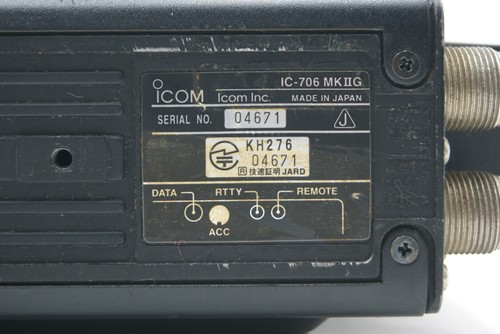 IC-706 MKIIG
ICOM Icom Inc. MADE IN JAPAN
SERIAL NO. 04671 J
KH276
04671
R 技適証明 JARD
DATA RTTY REMOTE
ACC